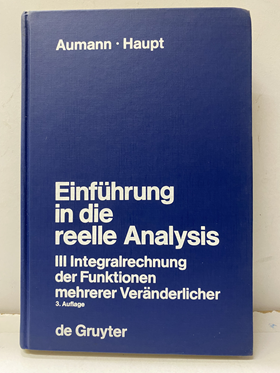 Aumann · Haupt
Einführung
in die
reelle Analysis
III Integralrechnung
der Funktionen
mehrerer Veränderlicher
3. Auflage
de Gruyter